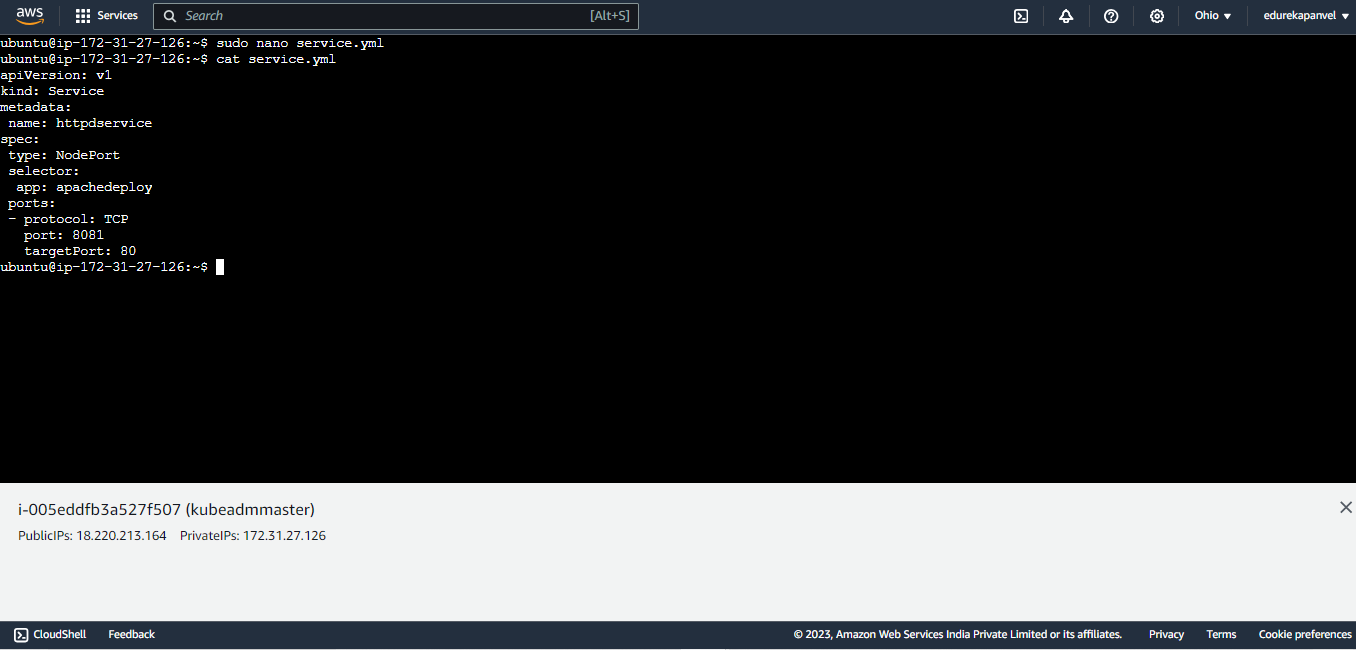 aws Services Search [Alt+S] Ohio edurekapanvel
ubuntu@ip-172-31-27-126:~$ sudo nano service.yml
ubuntu@ip-172-31-27-126:~$ cat service.yml
apiVersion: v1
kind: Service
metadata:
 name: httpdservice
spec:
 type: NodePort
 selector:
  app: apachedeploy
 ports:
 - protocol: TCP
   port: 8081
   targetPort: 80
ubuntu@ip-172-31-27-126:~$
i-005eddfb3a527f507 (kubeadmmaster)
PublicIPs: 18.220.213.164 PrivateIPs: 172.31.27.126
CloudShell Feedback © 2023, Amazon Web Services India Private Limited or its affiliates. Privacy Terms Cookie preferences